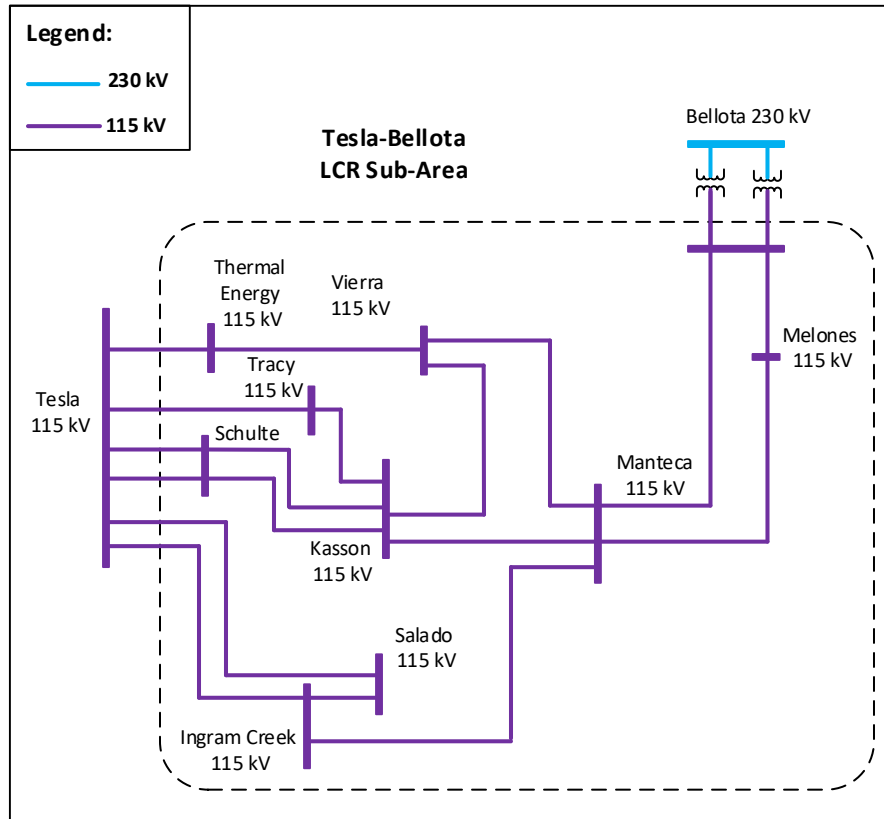 Legend:
230 kV
115 kV
Tesla-Bellota
LCR Sub-Area
Bellota 230 kV
Thermal
Energy
115 kV
Vierra
115 kV
Melones
115 kV
Tracy
115 kV
Tesla
115 kV
Schulte
Manteca
115 kV
Kasson
115 kV
Salado
115 kV
Ingram Creek
115 kV